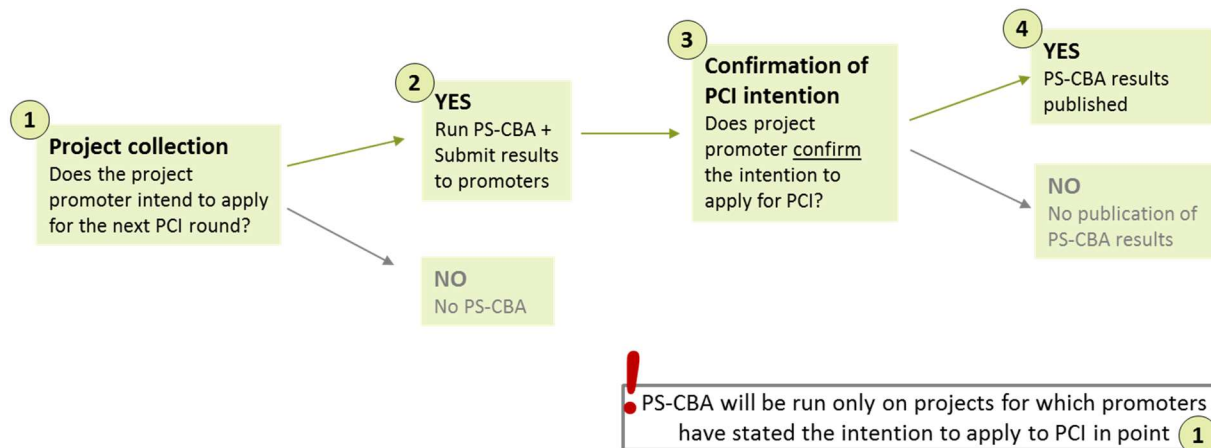 1
Project collection
Does the project
promoter intend to apply
for the next PCI round?
2
YES
Run PS-CBA +
Submit results
to promoters
NO
No PS-CBA
3
Confirmation of
PCI intention
Does project
promoter confirm
the intention to
apply for PCI?
4
YES
PS-CBA results
published
NO
No publication of
PS-CBA results
!
PS-CBA will be run only on projects for which promoters
have stated the intention to apply to PCI in point 1